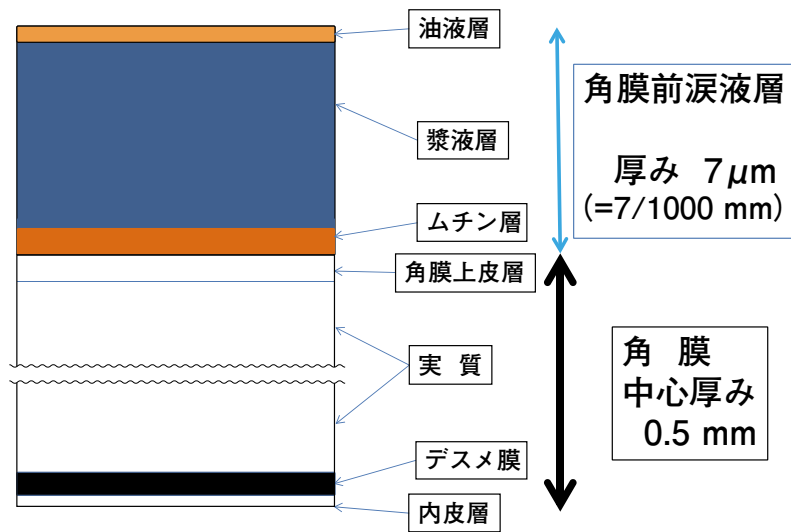 油液層
漿液層
ムチン層
角膜上皮層
実 質
デスメ膜
内皮層
角膜前涙液層
厚み 7μm
(=7/1000 mm)
角 膜
中心厚み
0.5 mm